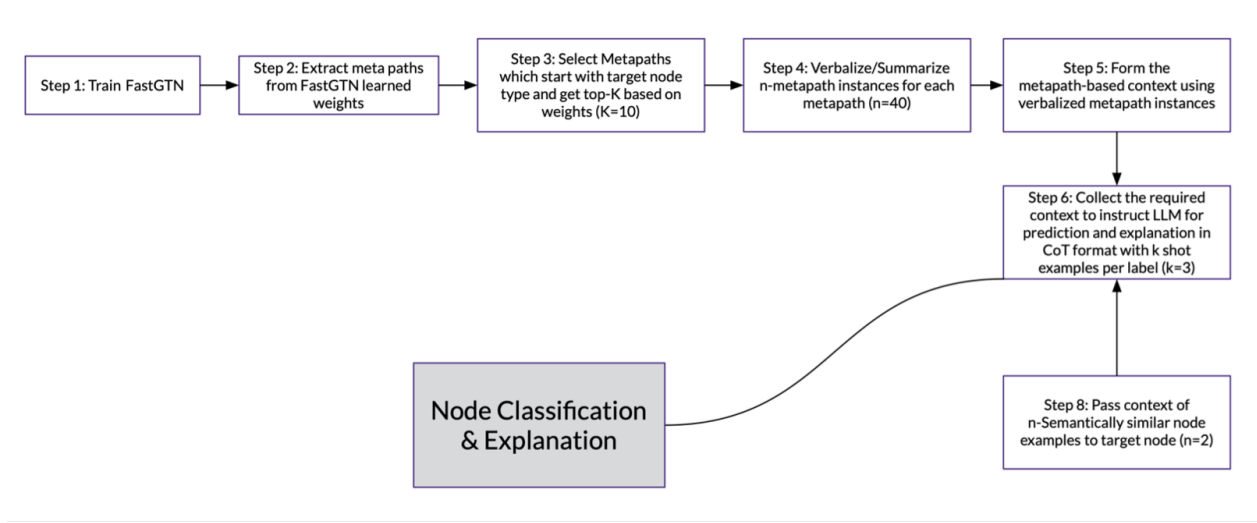 Step 1: Train FastGTN
Step 2: Extract meta paths
from FastGTN learned
weights
Step 3: Select Metapaths
which start with target node
type and get top-K based on
weights (K=10)
Step 4: Verbalize/Summarize
n-metapath instances for each
metapath (n=40)
Step 5: Form the
metapath-based context using
verbalized metapath instances
Step 6: Collect the required
context to instruct LLM for
prediction and explanation in
CoT format with k shot
examples per label (k=3)
Node Classification
& Explanation
Step 8: Pass context of
n-Semantically similar node
examples to target node (n=2)